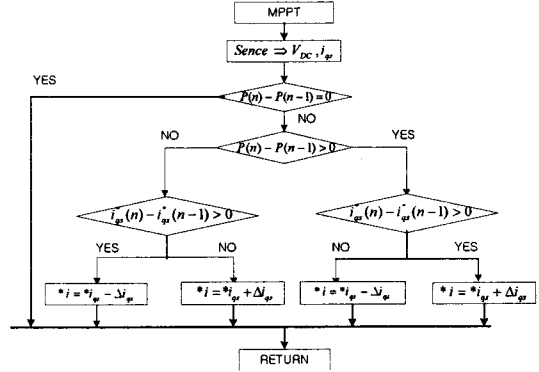 MPPT
Sence ⇒ V_DC, i_qs
YES
P(n) − P(n−1) = 0
NO
NO
P(n) − P(n−1) > 0
YES
i*_qs(n) − i*_qs(n−1) > 0
i*_qs(n) − i*_qs(n−1) > 0
YES
NO
NO
YES
* i = *i_qs − Δi_qs
* i = *i_qs + Δi_qs
* i = *i_qs − Δi_qs
* i = *i_qs + Δi_qs
RETURN